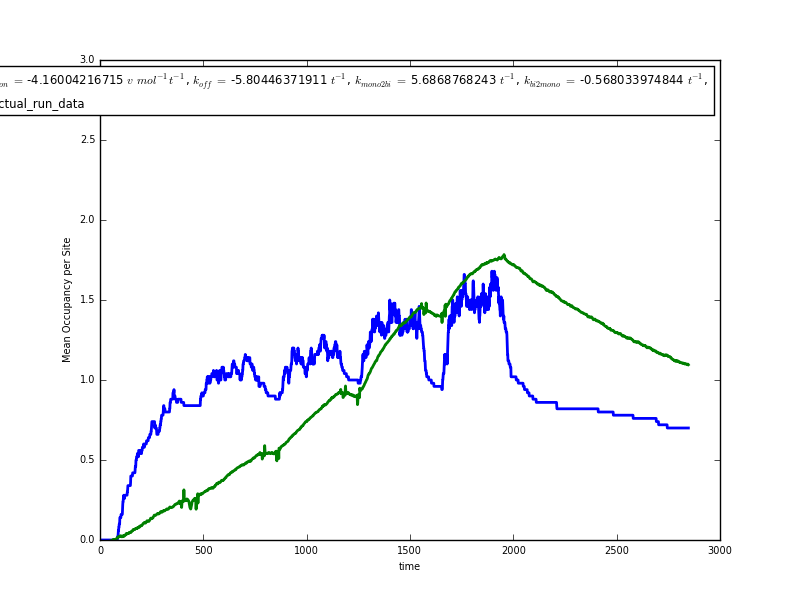 3.0
on = -4.16004216715 v mol⁻¹t⁻¹, k_off = -5.80446371911 t⁻¹, k_mono2bi = 5.6868768243 t⁻¹, k_bi2mono = -0.568033974844 t⁻¹,
ctual_run_data
2.5
2.0
1.5
1.0
0.5
0.0
Mean Occupancy per Site
0 500 1000 1500 2000 2500 3000
time